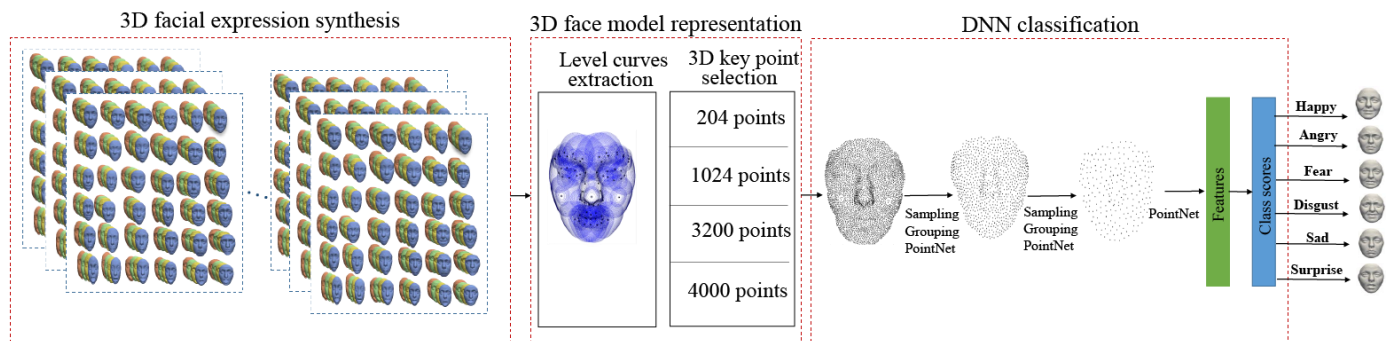 3D facial expression synthesis
3D face model representation
DNN classification
Level curves
extraction
3D key point
selection
204 points
1024 points
3200 points
4000 points
Sampling
Grouping
PointNet
Sampling
Grouping
PointNet
PointNet
Features
Class scores
Happy
Angry
Fear
Disgust
Sad
Surprise